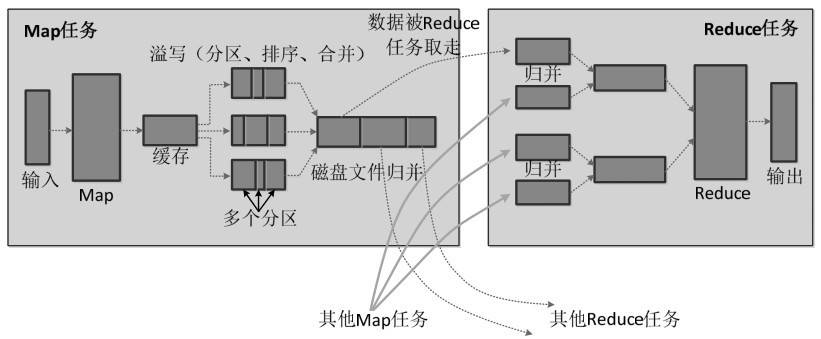 Map任务
溢写（分区、排序、合并）
数据被Reduce
任务取走
Reduce任务
输入
Map
缓存
多个分区
磁盘文件归并
归并
归并
Reduce
输出
其他Map任务
其他Reduce任务